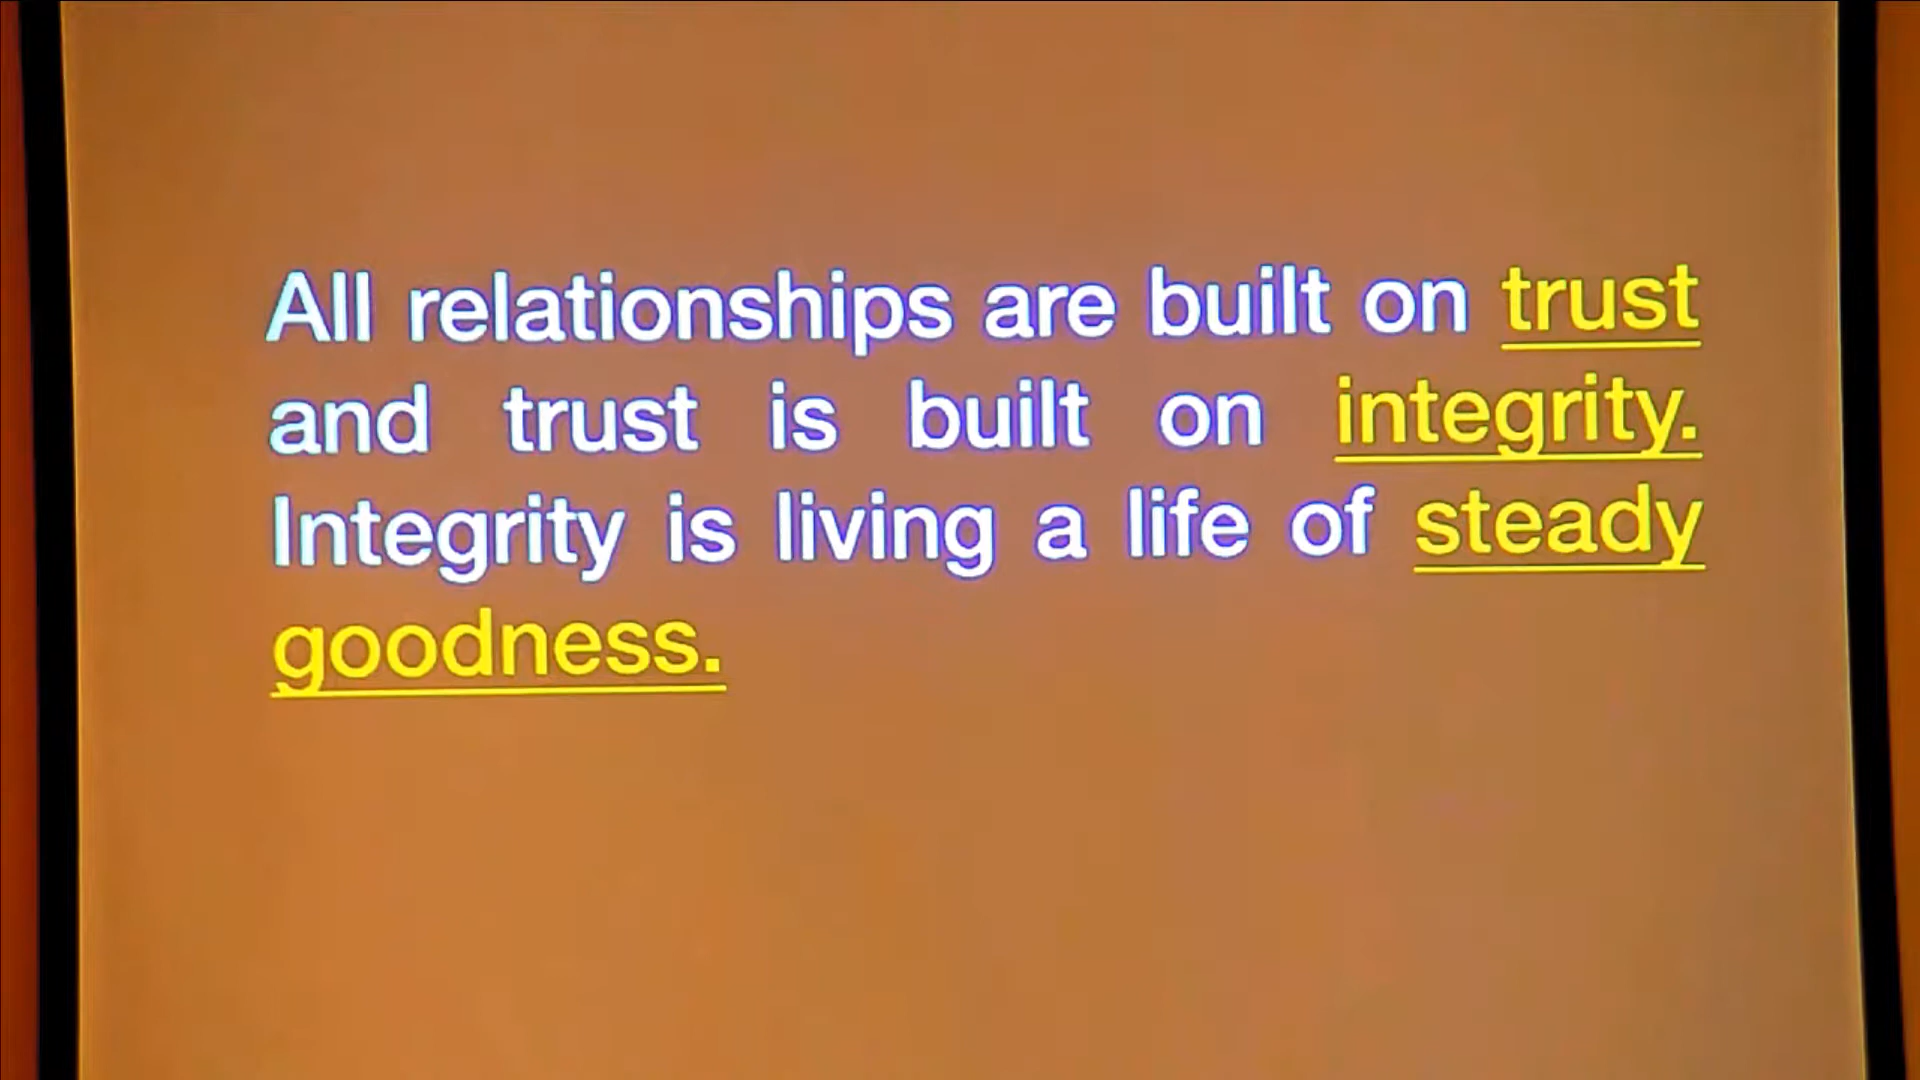 All relationships are built on trust
and trust is built on integrity.
Integrity is living a life of steady
goodness.